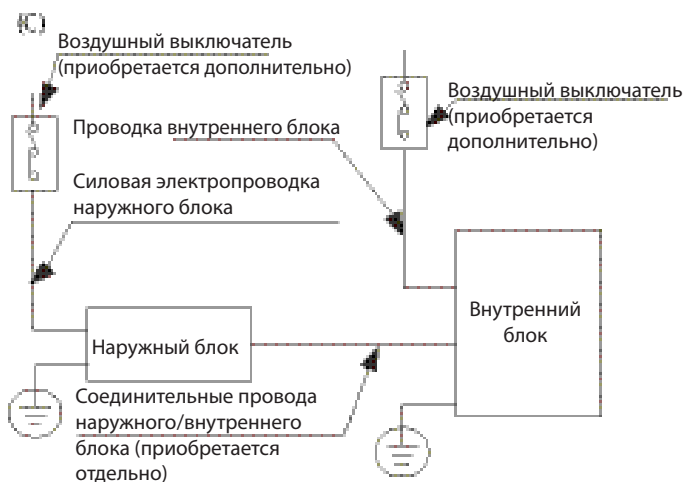 (C)
Воздушный выключатель
(приобретается дополнительно)
Воздушный выключатель
(приобретается
дополнительно)
Проводка внутреннего блока
Силовая электропроводка
наружного блока
Внутренний
блок
Наружный блок
Соединительные провода
наружного/внутреннего
блока (приобретается
отдельно)